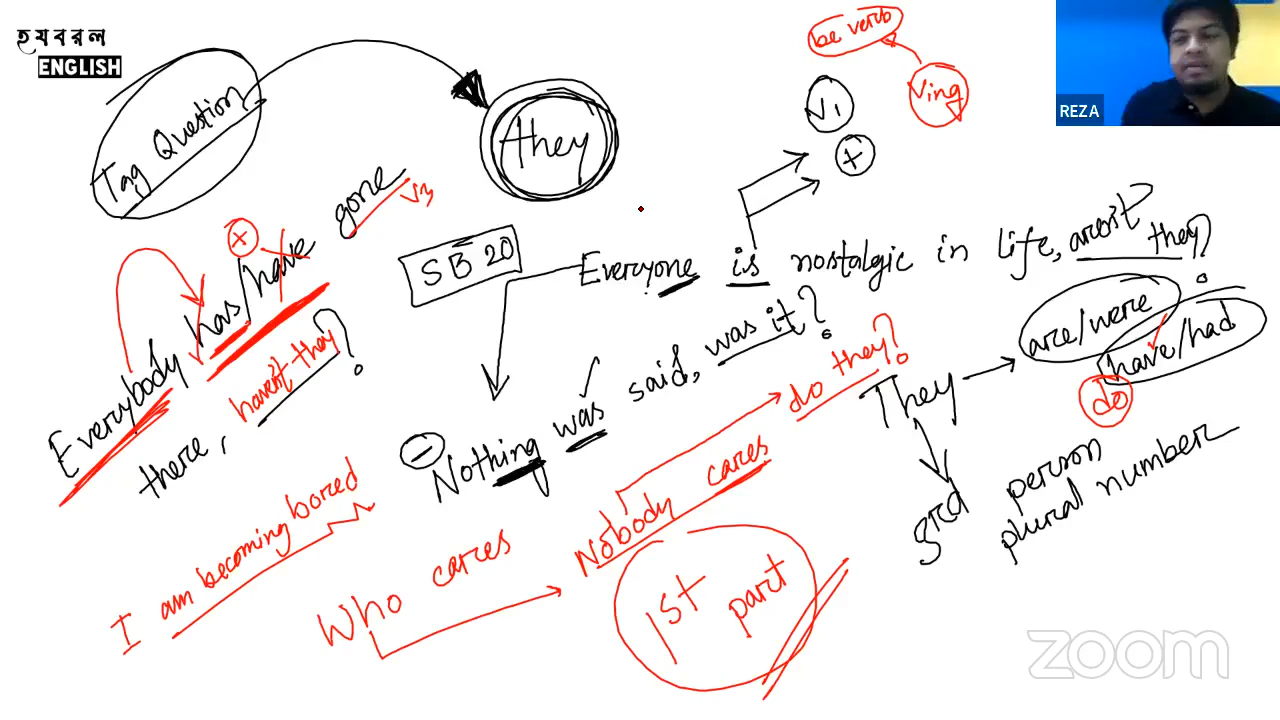 হ য ব র ল
ENGLISH
be verb
Ving
V1
+
REZA
Tag Question
they
SB 20
Everyone is nostalgic in life, aren't they?
Everybody has/have gone
V3
+
there, haven't they?
Nothing was said, was it?
–
They
are/were
have/had
do
3rd person
plural number
Nobody cares
do they?
Who cares
I am becoming bored
1st part
zoom